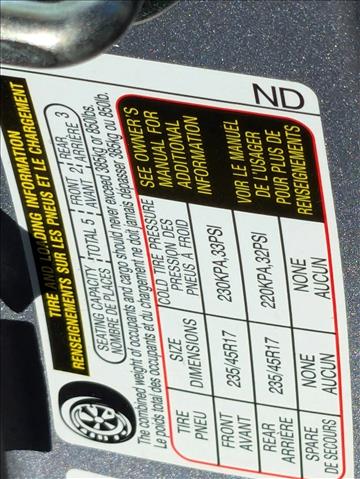 TIRE AND LOADING INFORMATION
RENSEIGNEMENTS SUR LES PNEUS ET LE CHARGEMENT
SEATING CAPACITY TOTAL 5 FRONT 2 REAR 3
NOMBRE DE PLACES AVANT ARRIÈRE
The combined weight of occupants and cargo should never exceed 385kg or 850lbs.
Le poids total des occupants et du chargement ne doit jamais dépasser 385kg ou 850lb.
TIRE SIZE COLD TIRE PRESSURE
PNEU DIMENSIONS PRESSION DES
PNEUS À FROID
FRONT 235/45R17 230KPA,33PSI
AVANT
REAR 235/45R17 220KPA,32PSI
ARRIÈRE
SPARE NONE NONE
DE SECOURS AUCUN AUCUN
SEE OWNER'S
MANUAL FOR
ADDITIONAL
INFORMATION
VOIR LE MANUEL
DE L'USAGER
POUR PLUS DE
RENSEIGNEMENTS
ND